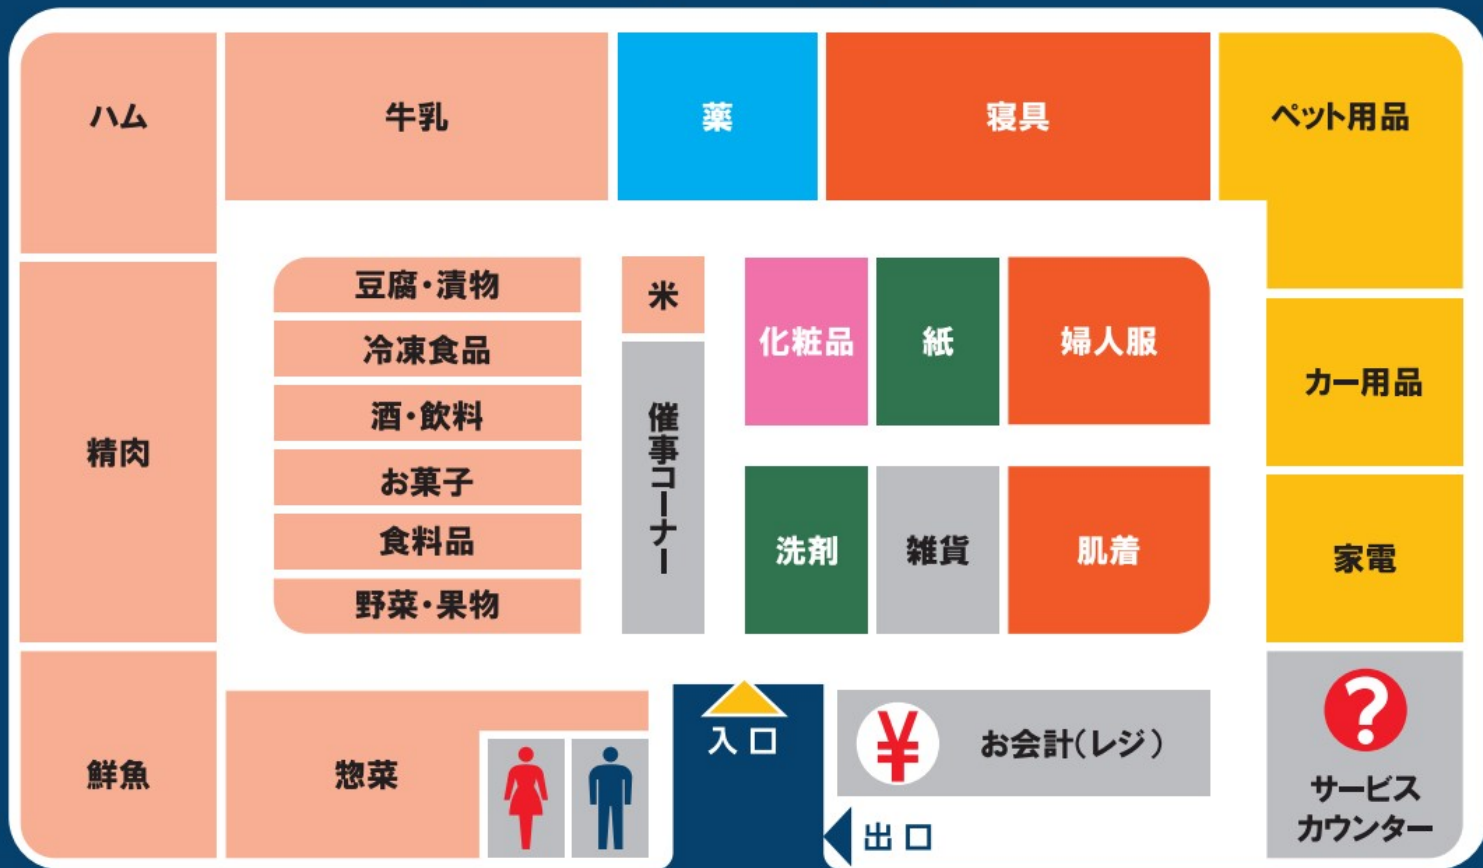 ハム
牛乳
薬
寝具
ペット用品
豆腐・漬物
冷凍食品
酒・飲料
お菓子
食料品
野菜・果物
米
催事コーナー
化粧品
紙
婦人服
洗剤
雑貨
肌着
カー用品
家電
精肉
鮮魚
惣菜
入口
¥
お会計(レジ)
出口
?
サービス
カウンター